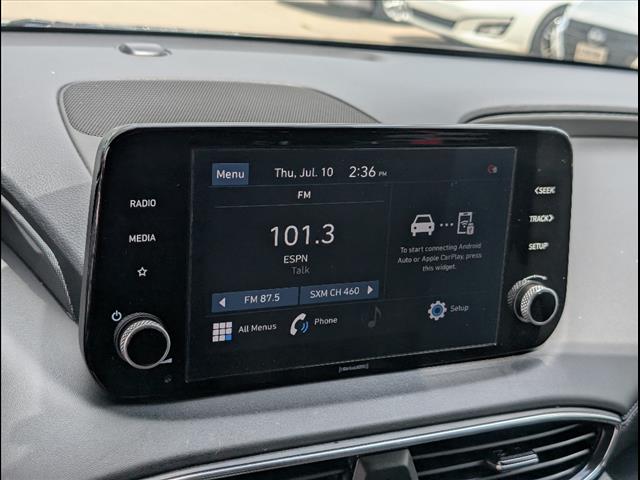 Menu Thu, Jul. 10 2:36 PM
FM
101.3
ESPN
Talk
FM 87.5 SXM CH 460
All Menus Phone Setup
To start connecting Android
Auto or Apple CarPlay, press
this widget.
RADIO
MEDIA
<SEEK
TRACK>
SETUP
SiriusXM